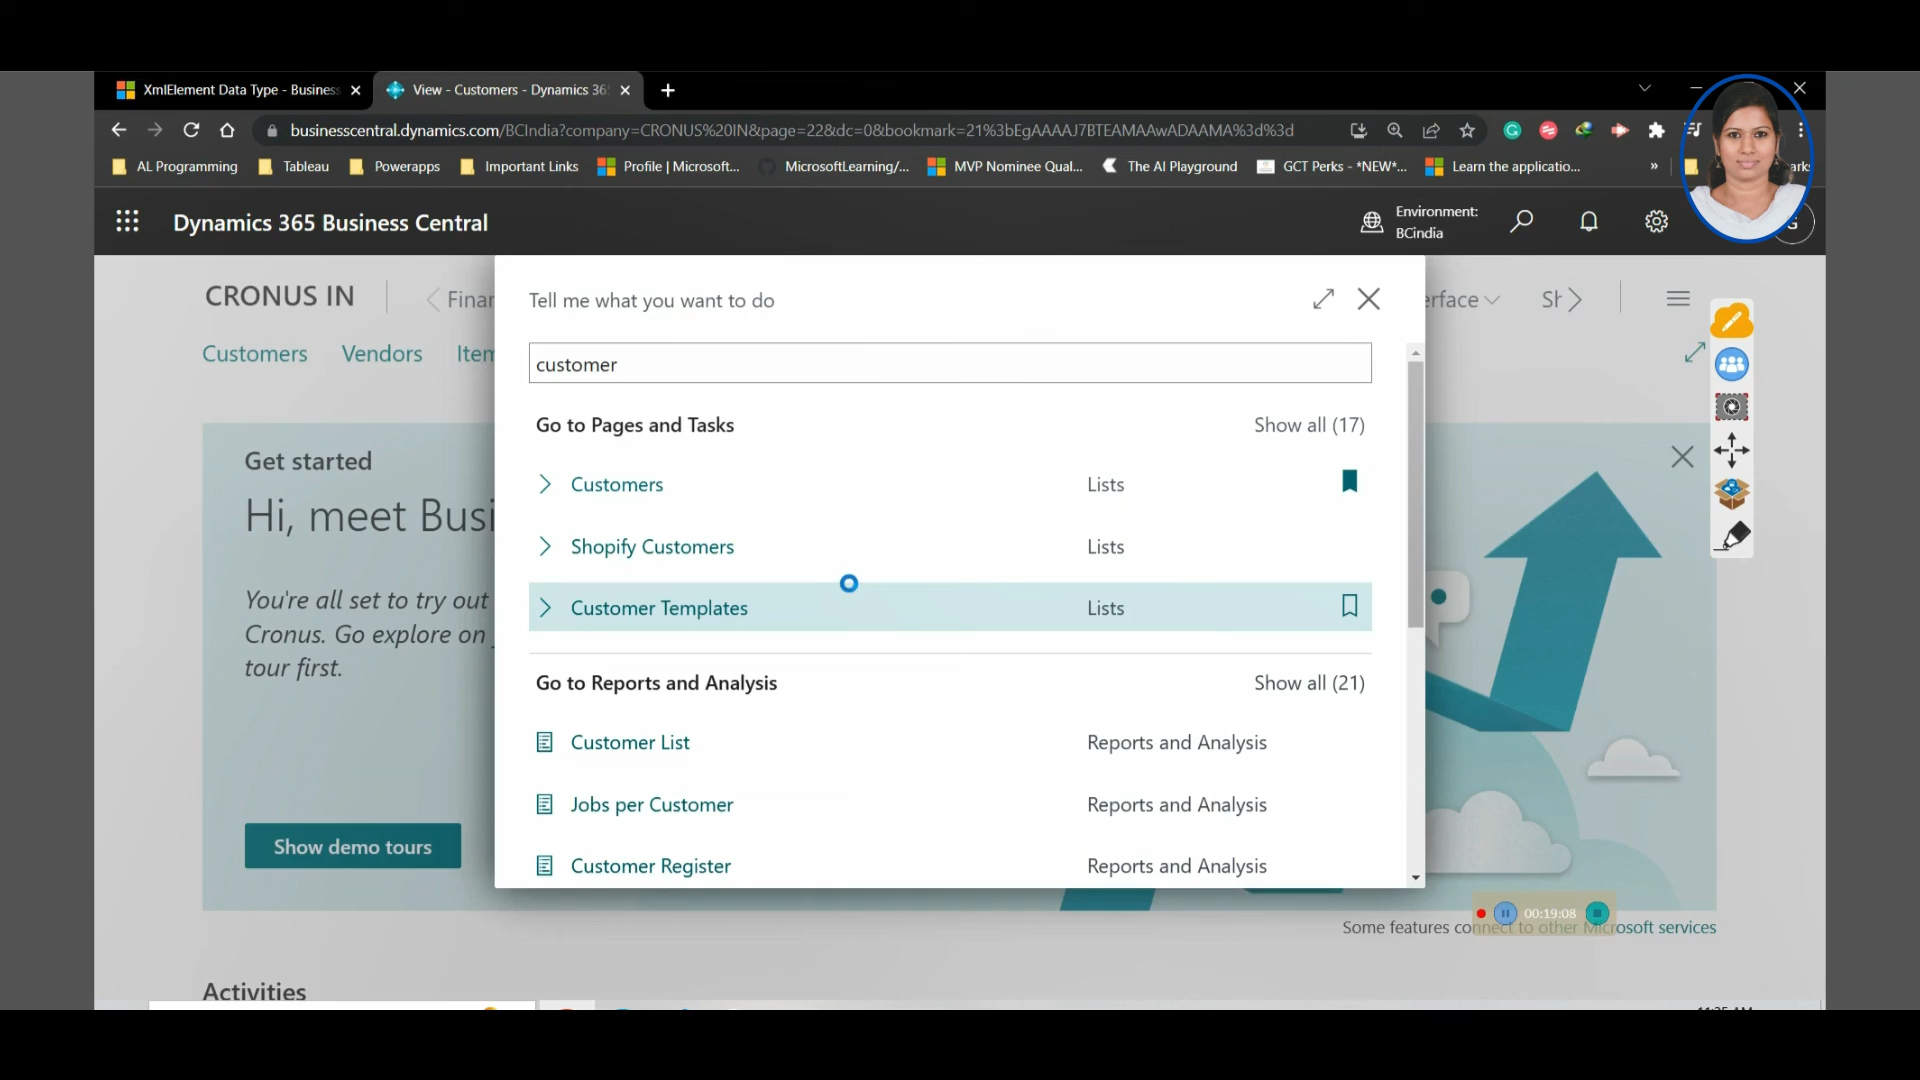 XmlElement Data Type - Business
View - Customers - Dynamics 36
businesscentral.dynamics.com/BCIndia?company=CRONUS%20IN&page=22&dc=0&bookmark=21%3bEgAAAAJ7BTEAMAAwADAAMA%3d%3d
AL Programming
Tableau
Powerapps
Important Links
Profile | Microsoft...
MicrosoftLearning/...
MVP Nominee Qual...
The AI Playground
GCT Perks - *NEW*...
Learn the applicatio...
»
Dynamics 365 Business Central
Environment:
BCindia
CRONUS IN
Finan
erface
Sh
Customers
Vendors
Item
Tell me what you want to do
customer
Go to Pages and Tasks
Show all (17)
Customers
Lists
Shopify Customers
Lists
Customer Templates
Lists
Go to Reports and Analysis
Show all (21)
Customer List
Reports and Analysis
Jobs per Customer
Reports and Analysis
Customer Register
Reports and Analysis
Get started
Hi, meet Busi
You're all set to try out
Cronus. Go explore on
tour first.
Show demo tours
00:19:08
Some features connect to other Microsoft services
Activities